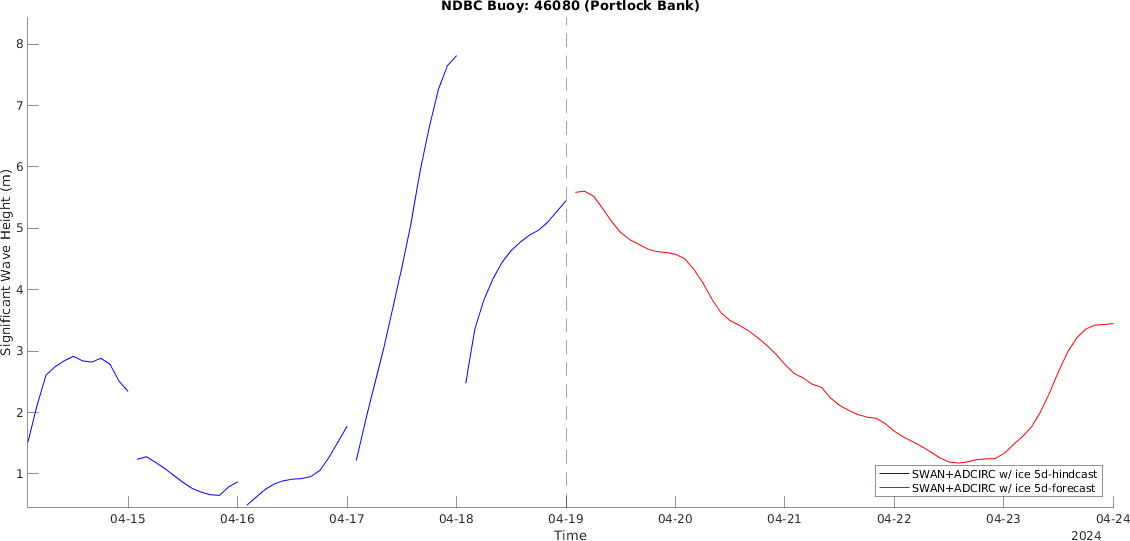 NDBC Buoy: 46080 (Portlock Bank)
Significant Wave Height (m)
8
7
6
5
4
3
2
1
SWAN+ADCIRC w/ ice 5d-hindcast
SWAN+ADCIRC w/ ice 5d-forecast
04-15 04-16 04-17 04-18 04-19 04-20 04-21 04-22 04-23 04-24
Time
2024